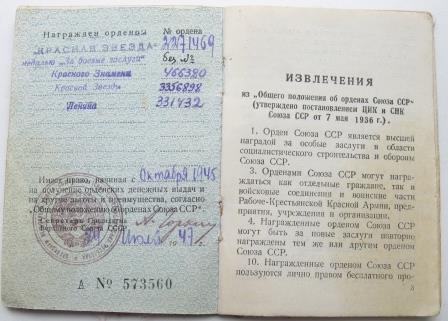 Награжден орденом № ордена
„КРАСНАЯ ЗВЕЗДА" 2271469
медалью „За боевые заслуги" без №
Красного Знамени 466380
Красной Звезды 3356898
Ленина 331432
Имеет право, начиная с Октября 1945
на получение орденских денежных выдач и
на другие льготы и преимущества, согласно
„Общему положению об орденах Союза ССР"
Секретарь Президиума
Верховного Совета СССР
Июля 1947 г.
А № 573560
ИЗВЛЕЧЕНИЯ
из „Общего положения об орденах Союза ССР"
(утверждено постановлением ЦИК и СНК
Союза ССР от 7 мая 1936 г.).
1. Орден Союза ССР является высшей
наградой за особые заслуги в области
социалистического строительства и обороны
Союза ССР.
3. Орденами Союза ССР могут на-
граждаться как отдельные граждане, так и
войсковые соединения и воинские части
Рабоче-Крестьянской Красной Армии, пред-
приятия, учреждения и организации.
4. Награжденные орденом Союза ССР
могут быть за новые заслуги повторно
награждены тем же или другим орденом
Союза ССР.
10. Награжденные орденом Союза ССР
пользуются лично правом бесплатного про-
3